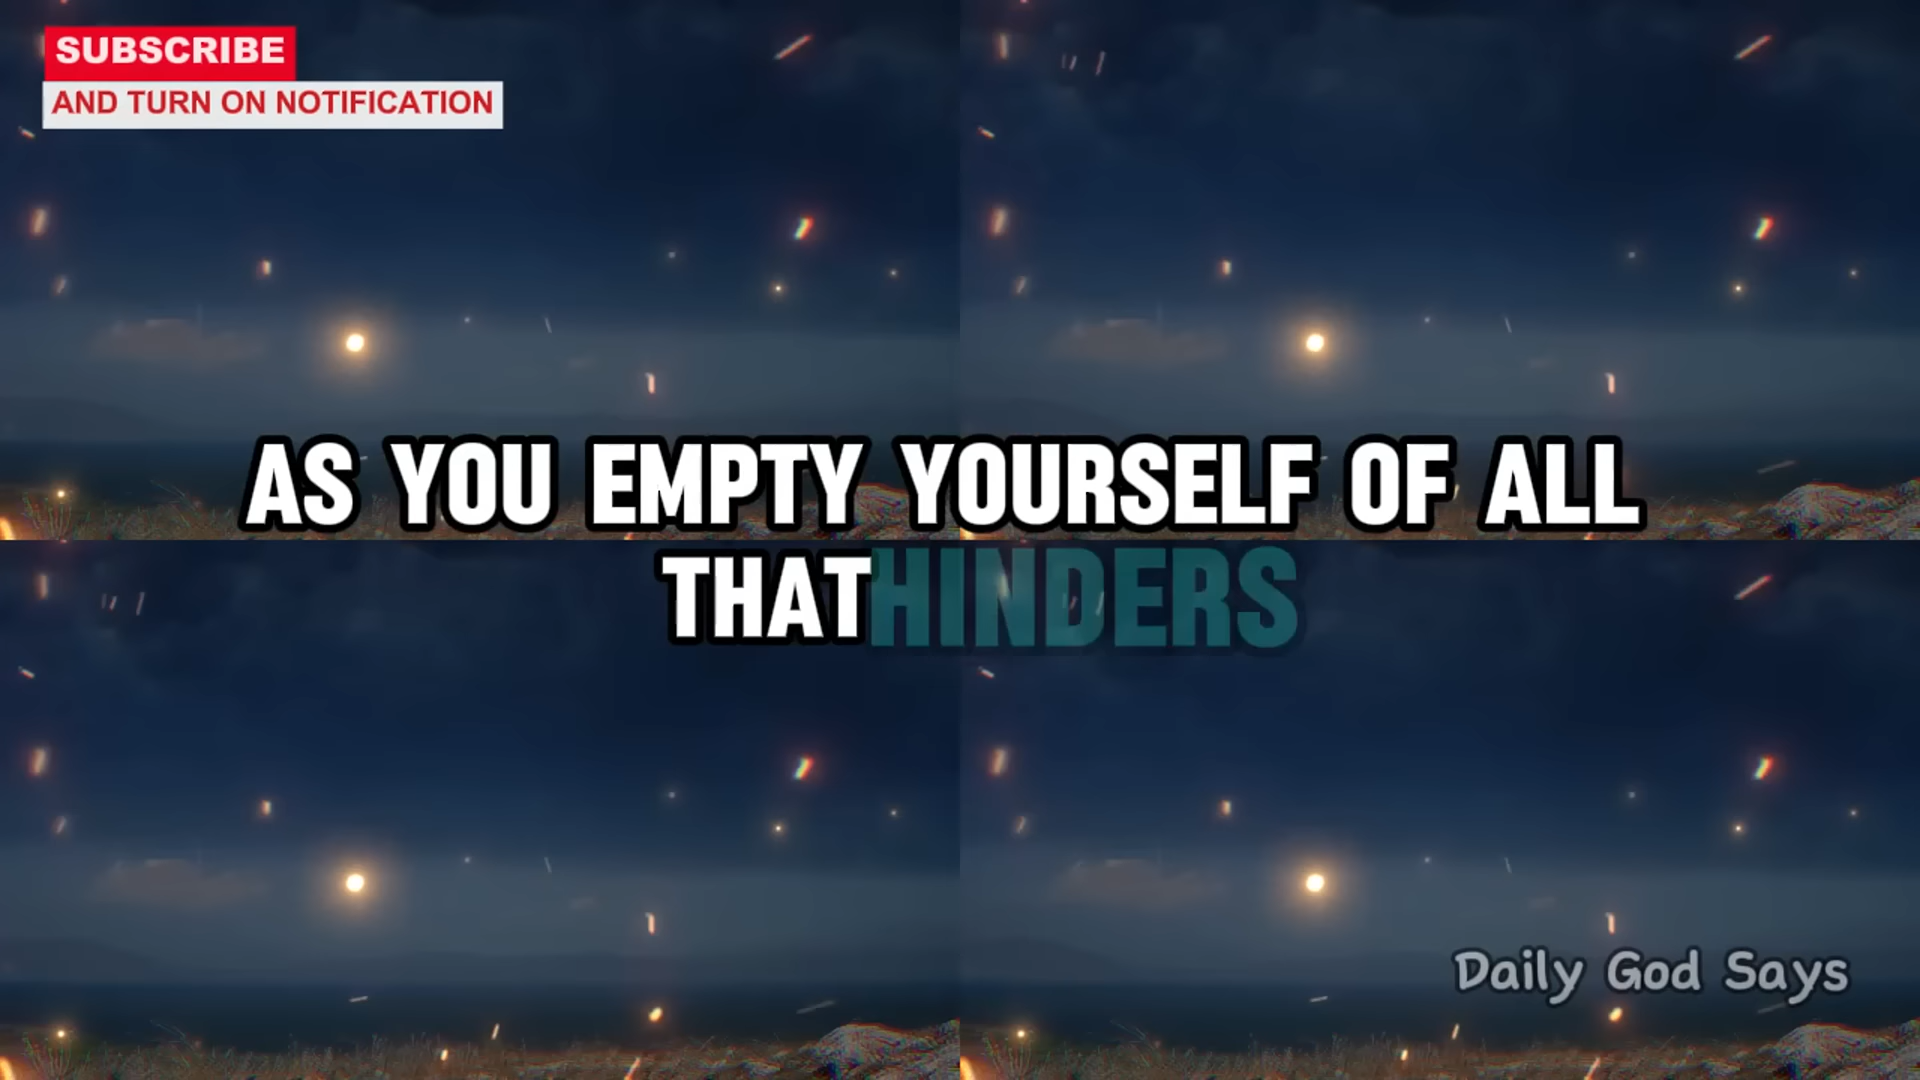 SUBSCRIBE
AND TURN ON NOTIFICATION
AS YOU EMPTY YOURSELF OF ALL
THAT HINDERS
Daily God Says